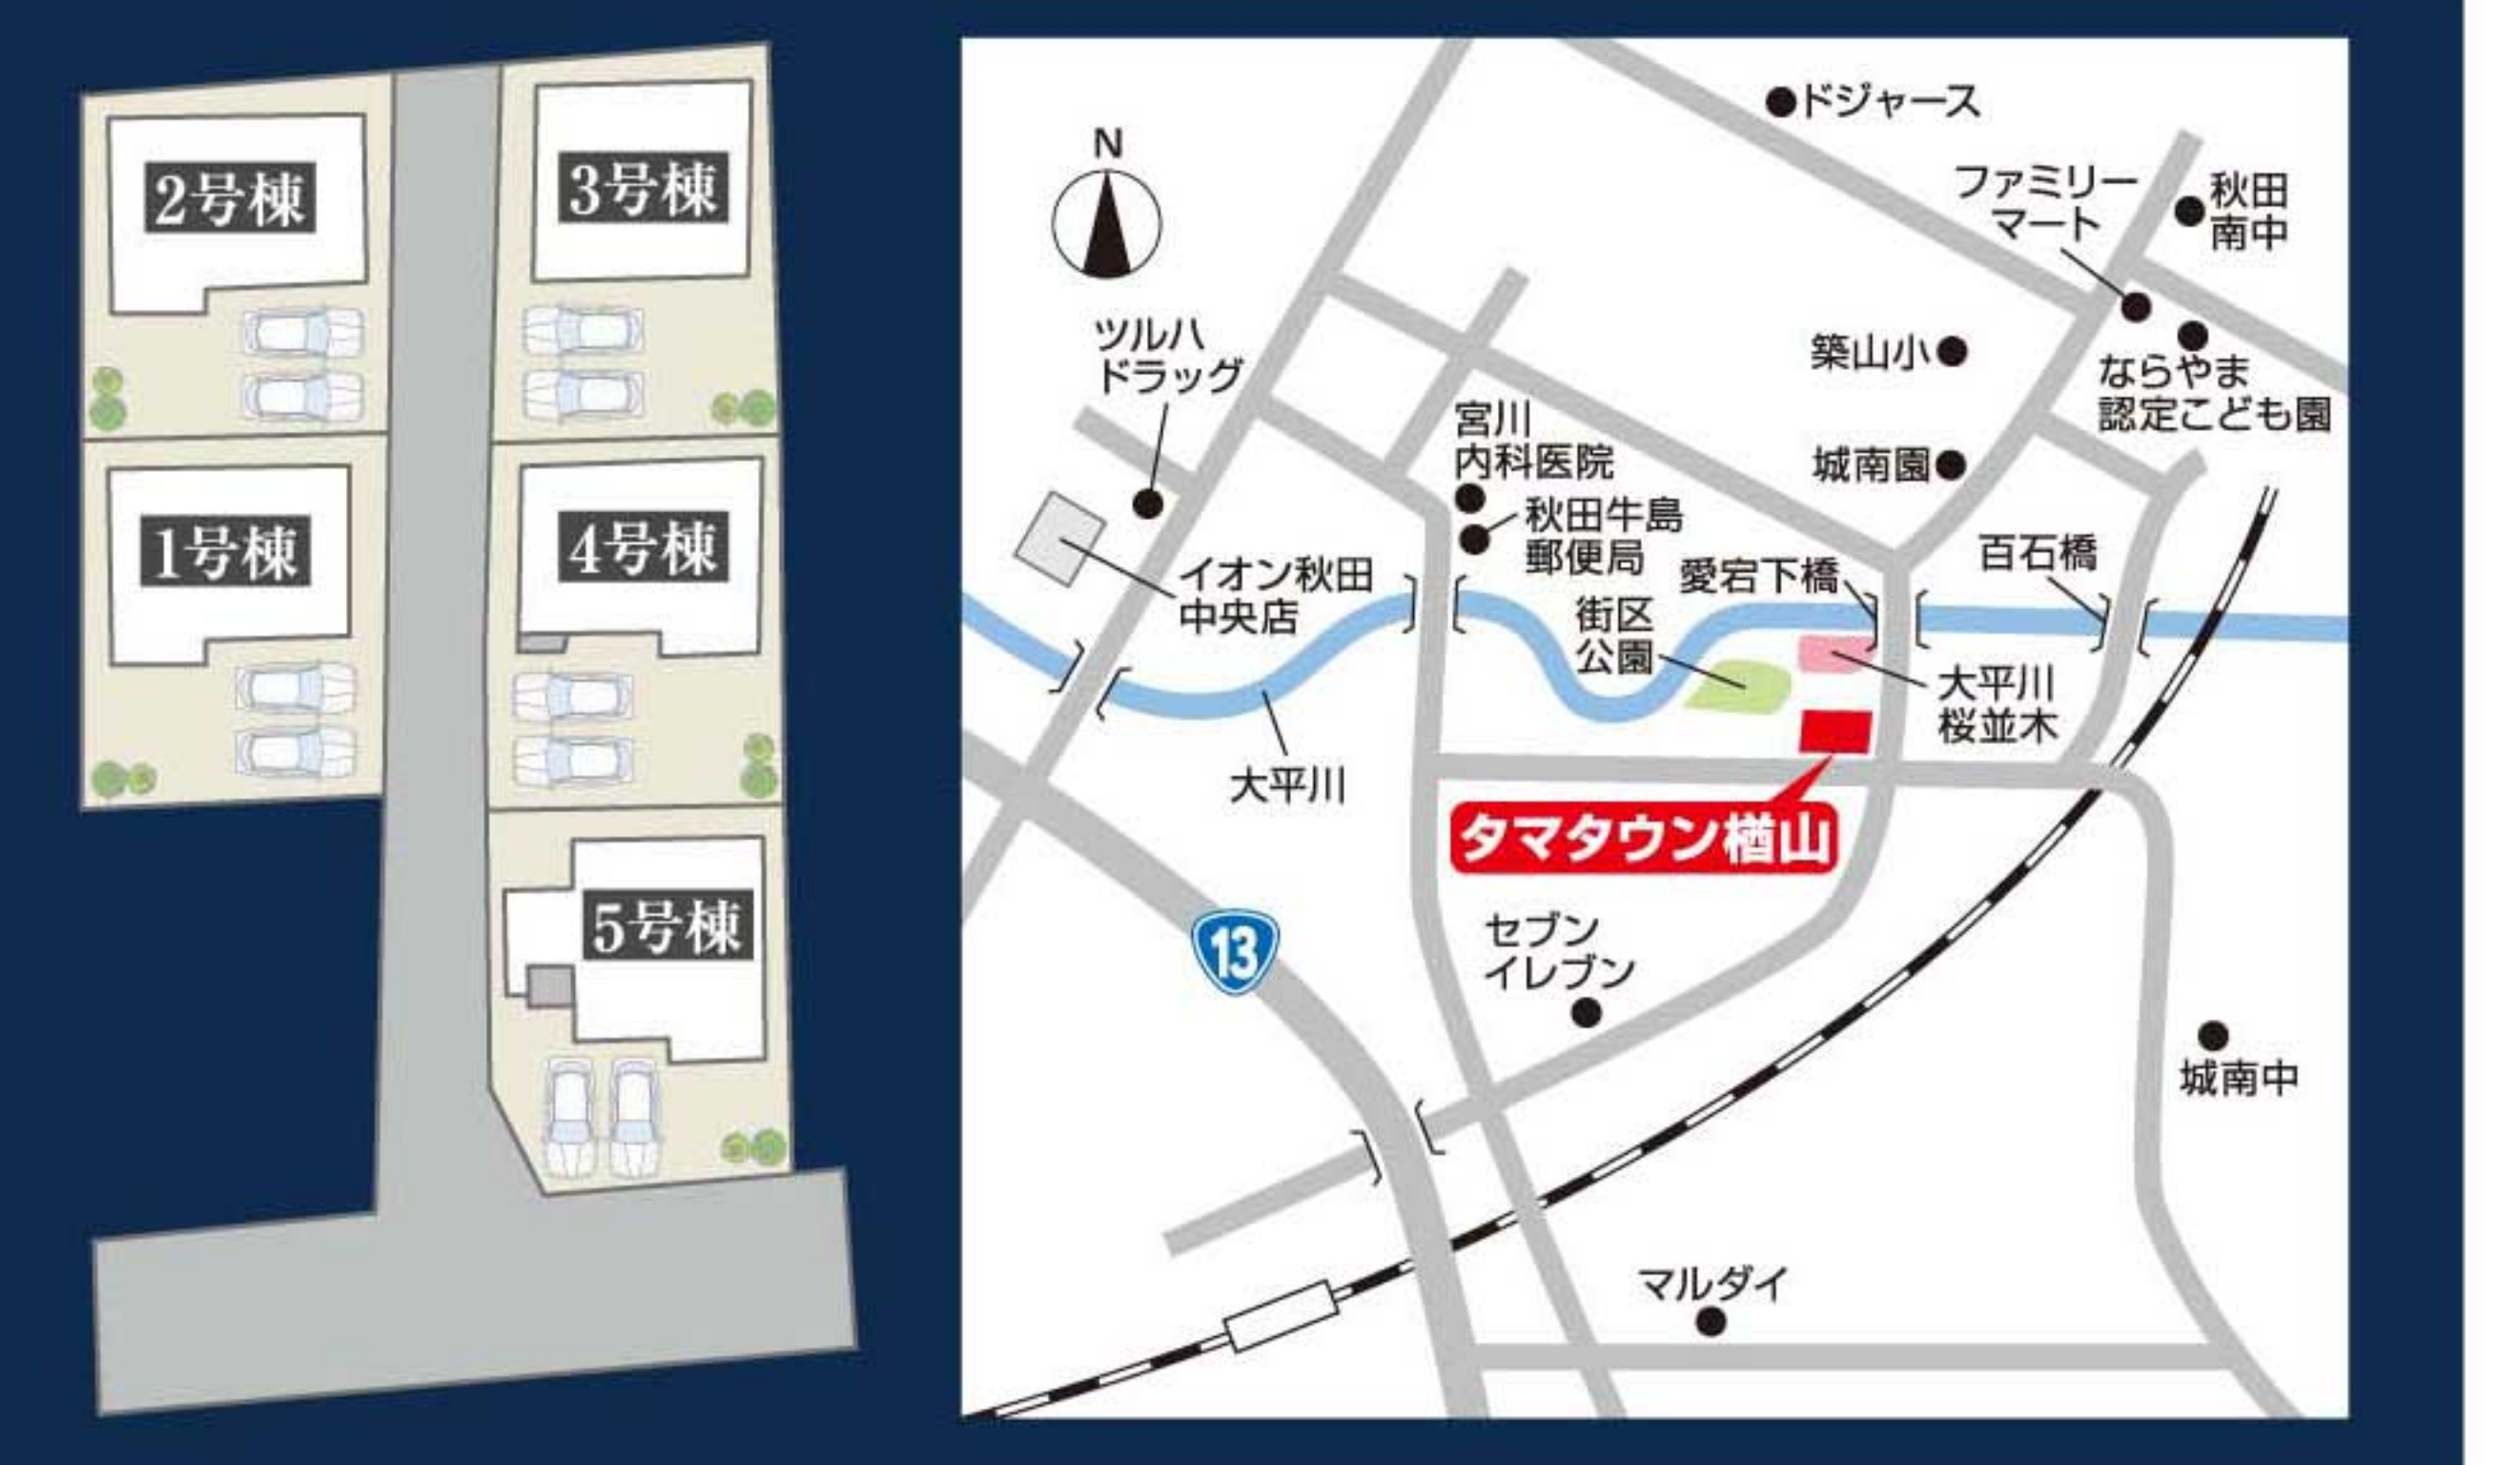 2号棟
3号棟
1号棟
4号棟
5号棟
N
ドジャース
ファミリー
マート
秋田
南中
ツルハ
ドラッグ
築山小
ならやま
認定こども園
宮川
内科医院
城南園
秋田牛島
郵便局
イオン秋田
中央店
愛宕下橋
百石橋
街区
公園
大平川
桜並木
大平川
タマタウン楢山
13
セブン
イレブン
城南中
マルダイ